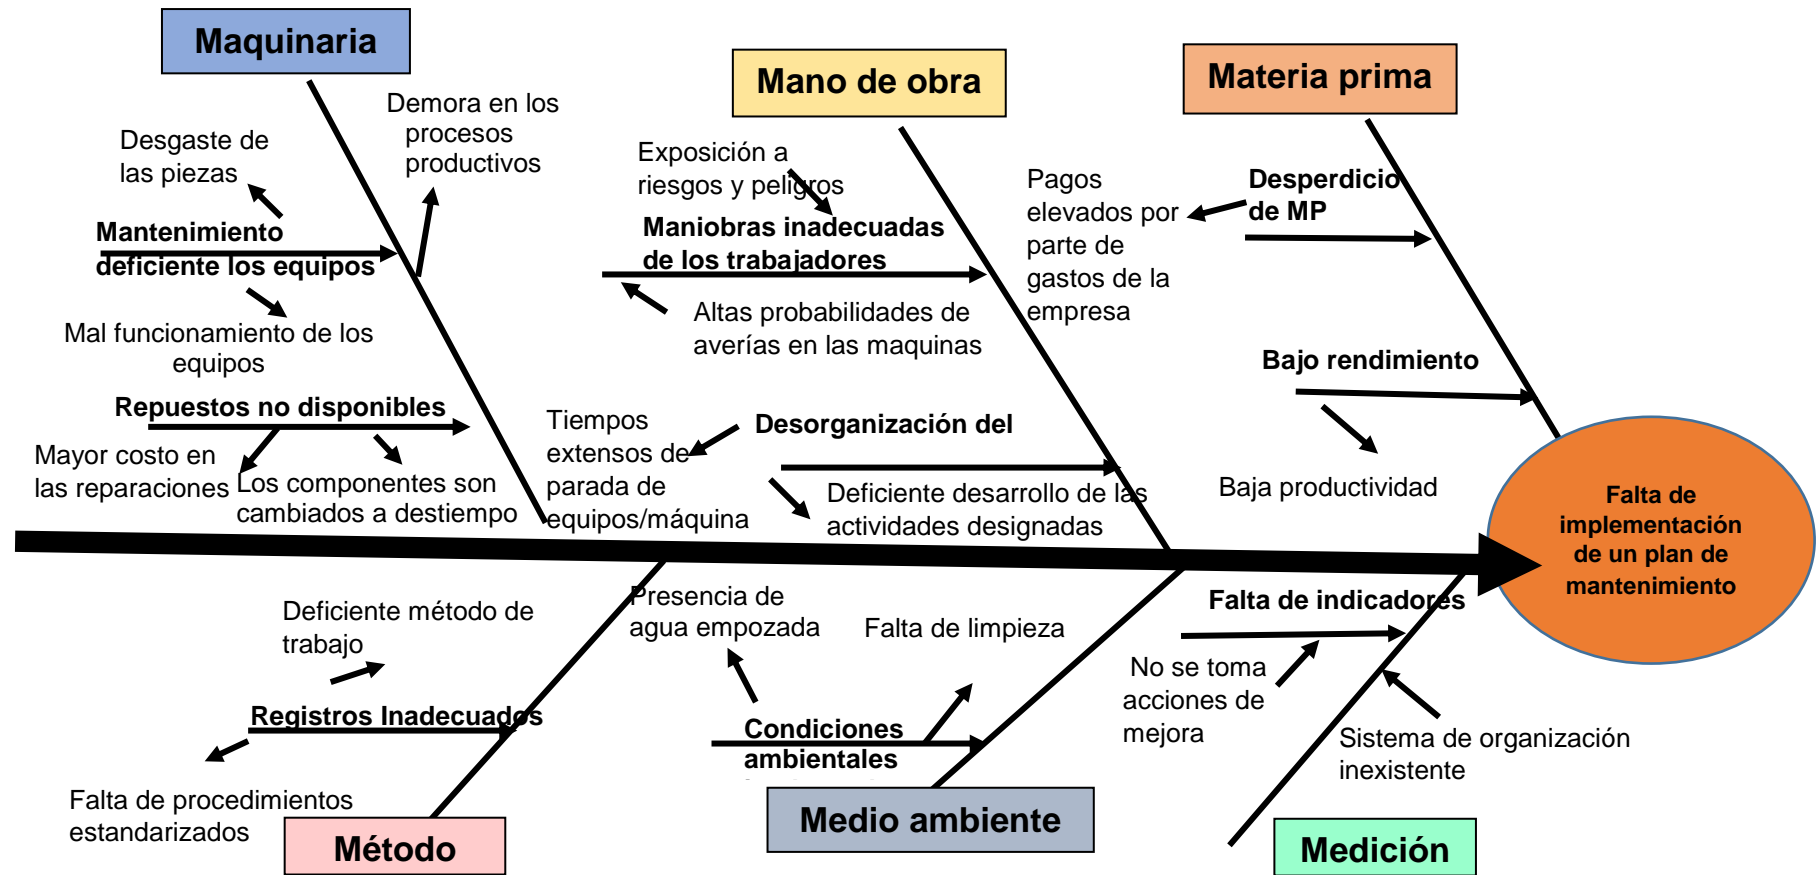 Maquinaria
Demora en los
procesos
productivos
Desgaste de
las piezas
Mantenimiento
deficiente los equipos
Mal funcionamiento de los
equipos
Repuestos no disponibles
Mayor costo en
las reparaciones
Los componentes son
cambiados a destiempo
Mano de obra
Exposición a
riesgos y peligros
Maniobras inadecuadas
de los trabajadores
Altas probabilidades de
averías en las maquinas
Tiempos
extensos de
parada de
equipos/máquina
Desorganización del
Deficiente desarrollo de las
actividades designadas
Materia prima
Pagos
elevados por
parte de
gastos de la
empresa
Desperdicio
de MP
Bajo rendimiento
Baja productividad
Falta de
implementación
de un plan de
mantenimiento
Deficiente método de
trabajo
Registros Inadecuados
Falta de procedimientos
estandarizados
Método
Presencia de
agua empozada
Falta de limpieza
Condiciones
ambientales
Medio ambiente
Falta de indicadores
No se toma
acciones de
mejora
Sistema de organización
inexistente
Medición